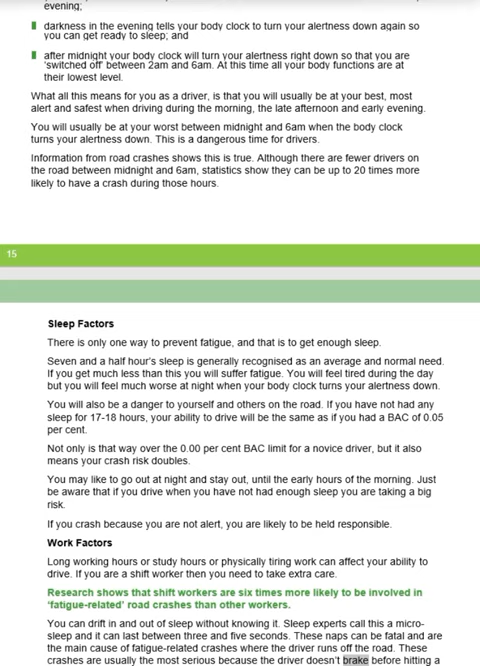 evening;
darkness in the evening tells your body clock to turn your alertness down again so
you can get ready to sleep; and
after midnight your body clock will turn your alertness right down so that you are
‘switched off’ between 2am and 6am. At this time all your body functions are at
their lowest level.
What all this means for you as a driver, is that you will usually be at your best, most
alert and safest when driving during the morning, the late afternoon and early evening.
You will usually be at your worst between midnight and 6am when the body clock
turns your alertness down. This is a dangerous time for drivers.
Information from road crashes shows this is true. Although there are fewer drivers on
the road between midnight and 6am, statistics show they can be up to 20 times more
likely to have a crash during those hours.
15
Sleep Factors
There is only one way to prevent fatigue, and that is to get enough sleep.
Seven and a half hour’s sleep is generally recognised as an average and normal need.
If you get much less than this you will suffer fatigue. You will feel tired during the day
but you will feel much worse at night when your body clock turns your alertness down.
You will also be a danger to yourself and others on the road. If you have not had any
sleep for 17-18 hours, your ability to drive will be the same as if you had a BAC of 0.05
per cent.
Not only is that way over the 0.00 per cent BAC limit for a novice driver, but it also
means your crash risk doubles.
You may like to go out at night and stay out, until the early hours of the morning. Just
be aware that if you drive when you have not had enough sleep you are taking a big
risk.
If you crash because you are not alert, you are likely to be held responsible.
Work Factors
Long working hours or study hours or physically tiring work can affect your ability to
drive. If you are a shift worker then you need to take extra care.
Research shows that shift workers are six times more likely to be involved in
‘fatigue-related’ road crashes than other workers.
You can drift in and out of sleep without knowing it. Sleep experts call this a micro-
sleep and it can last between three and five seconds. These naps can be fatal and are
the main cause of fatigue-related crashes where the driver runs off the road. These
crashes are usually the most serious because the driver doesn’t brake before hitting a